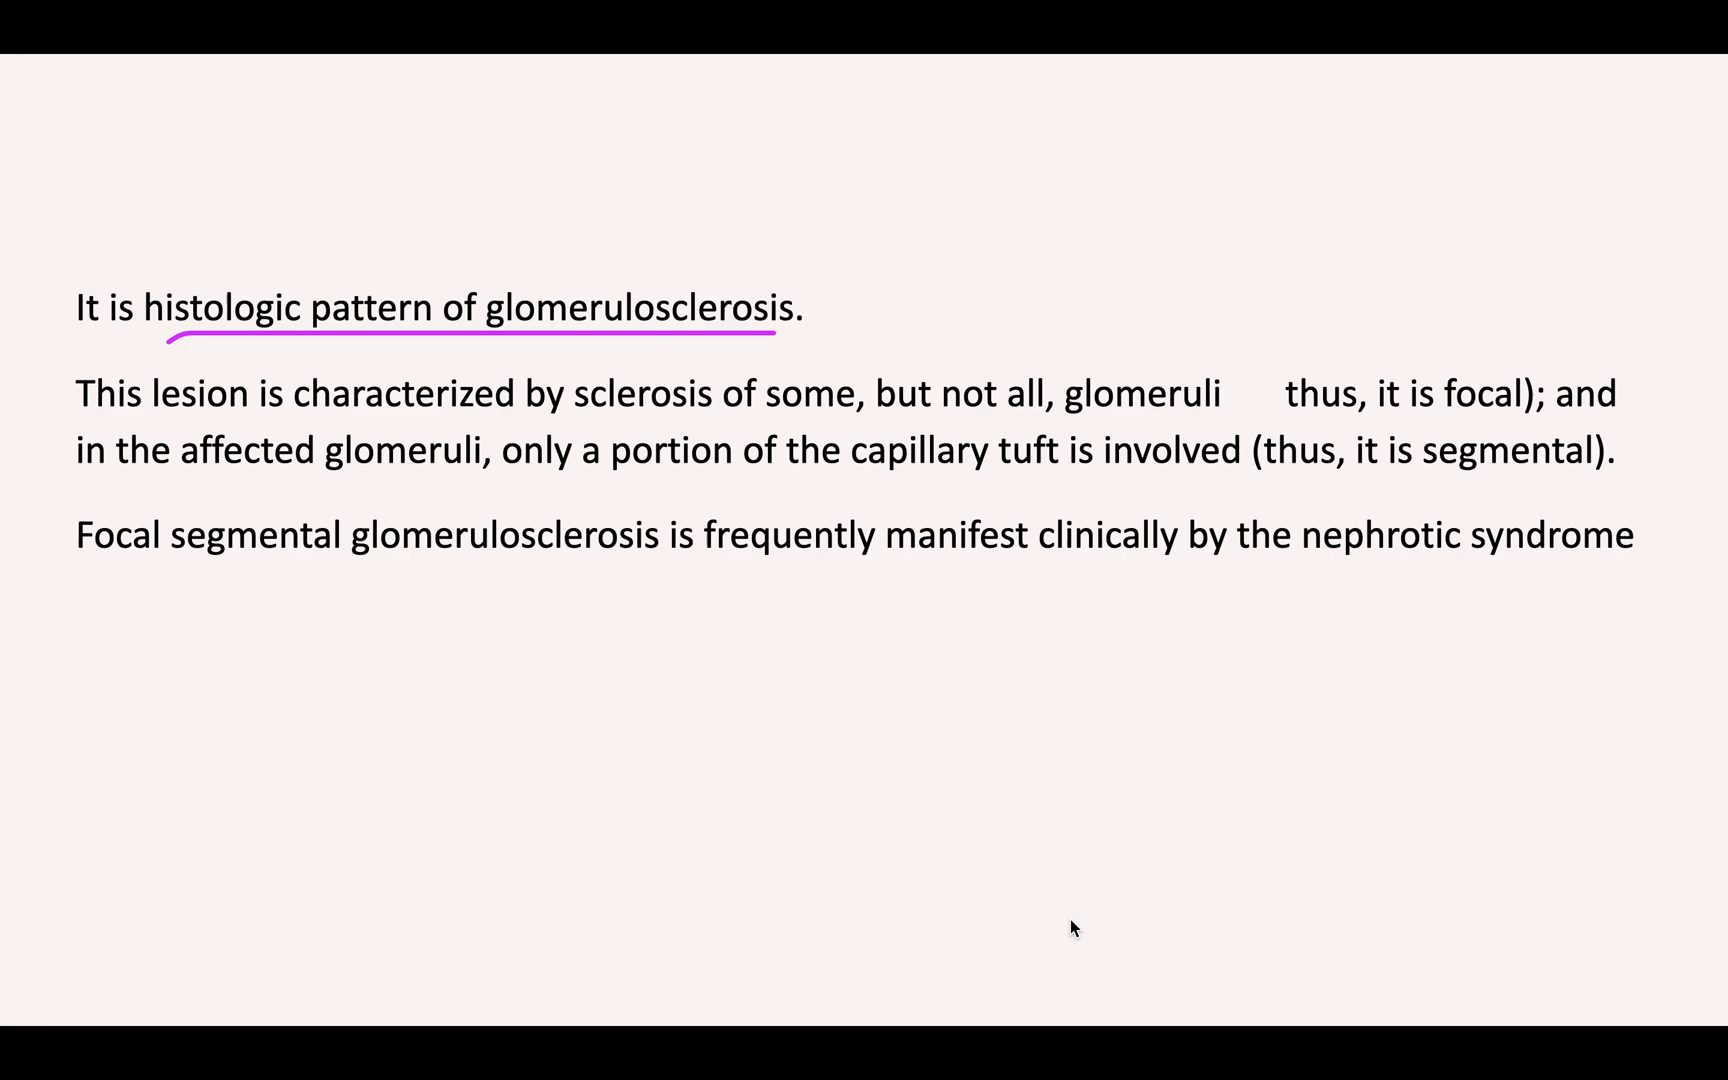 It is histologic pattern of glomerulosclerosis.
This lesion is characterized by sclerosis of some, but not all, glomeruli thus, it is focal); and
in the affected glomeruli, only a portion of the capillary tuft is involved (thus, it is segmental).
Focal segmental glomerulosclerosis is frequently manifest clinically by the nephrotic syndrome